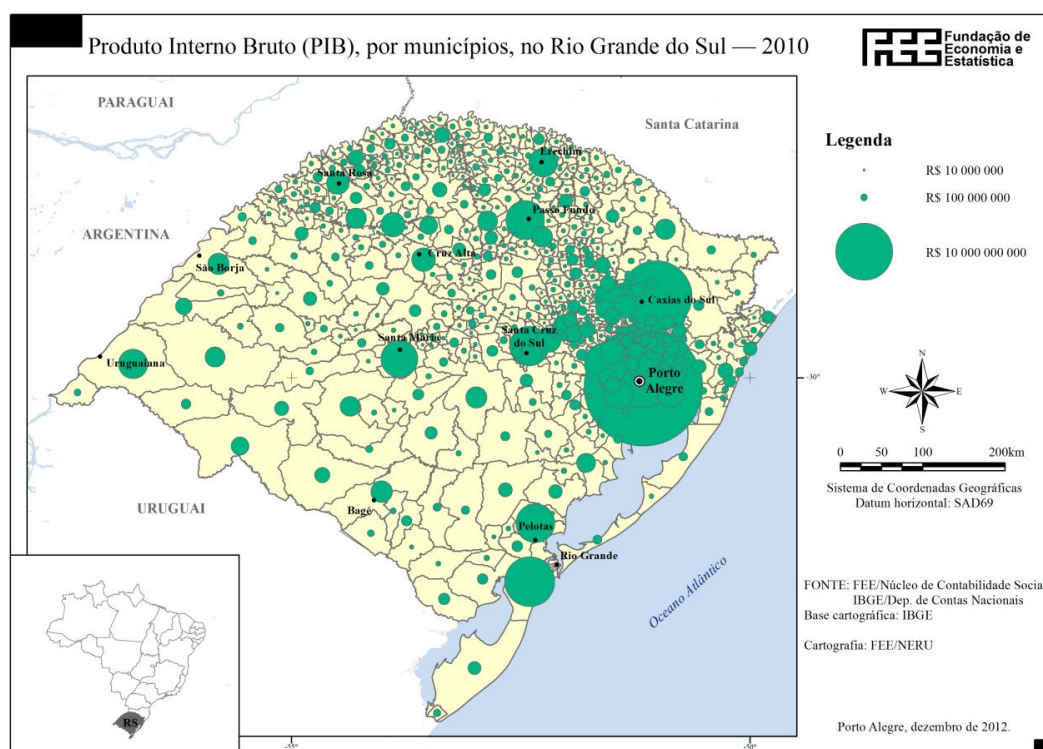 Produto Interno Bruto (PIB), por municípios, no Rio Grande do Sul — 2010
FEE Fundação de
Economia e
Estatística
PARAGUAI
Santa Catarina
Erechim
Santa Rosa
Passo Fundo
ARGENTINA
Cruz Alta
São Borja
Caxias do Sul
Santa Cruz
do Sul
Santa Maria
Uruguaiana
Porto
Alegre
-30°
URUGUAI
Bagé
Pelotas
Rio Grande
Oceano Atlântico
RS
-55°
-50°
Legenda
R$ 10 000 000
R$ 100 000 000
R$ 10 000 000 000
N
W E
S
0 200km
Sistema de Coordenadas Geográficas
Datum horizontal: SAD69
FONTE: FEE/Núcleo de Contabilidade Socia
IBGE/Dep. de Contas Nacionais
Base cartográfica: IBGE
Cartografia: FEE/NERU
Porto Alegre, dezembro de 2012.